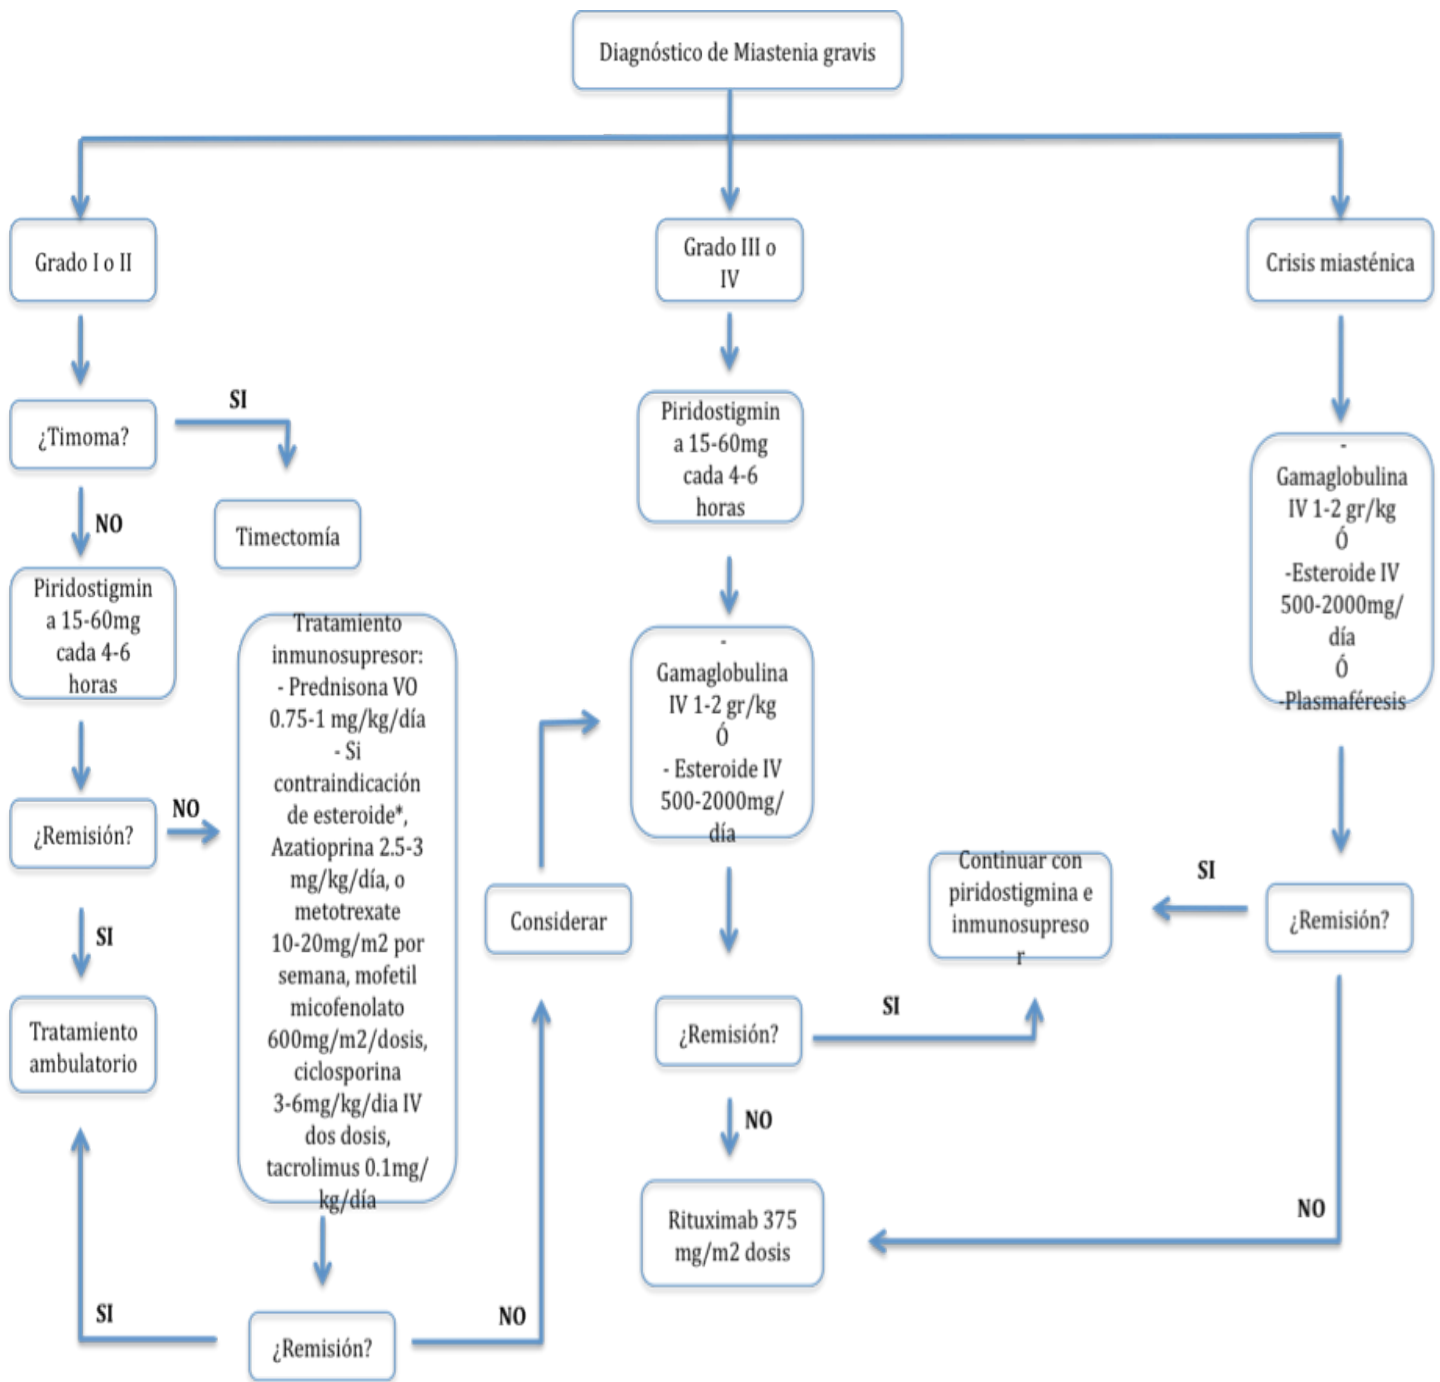 Diagnóstico de Miastenia gravis
Grado I o II
¿Timoma?
SI
Timectomía
NO
Piridostigmin
a 15-60mg
cada 4-6
horas
¿Remisión?
NO
SI
Tratamiento
ambulatorio
Tratamiento
inmunosupresor:
- Prednisona VO
0.75-1 mg/kg/día
- Si
contraindicación
de esteroide*,
Azatioprina 2.5-3
mg/kg/día, o
metotrexate
10-20mg/m2 por
semana, mofetil
micofenolato
600mg/m2/dosis,
ciclosporina
3-6mg/kg/dia IV
dos dosis,
tacrolimus 0.1mg/
kg/día
¿Remisión?
SI
NO
Considerar
Grado III o
IV
Piridostigmin
a 15-60mg
cada 4-6
horas
-
Gamaglobulina
IV 1-2 gr/kg
Ó
- Esteroide IV
500-2000mg/
día
¿Remisión?
SI
NO
Rituximab 375
mg/m2 dosis
Continuar con
piridostigmina e
inmunosupreso
r
Crisis miasténica
-
Gamaglobulina
IV 1-2 gr/kg
Ó
-Esteroide IV
500-2000mg/
día
Ó
-Plasmaféresis
¿Remisión?
SI
NO